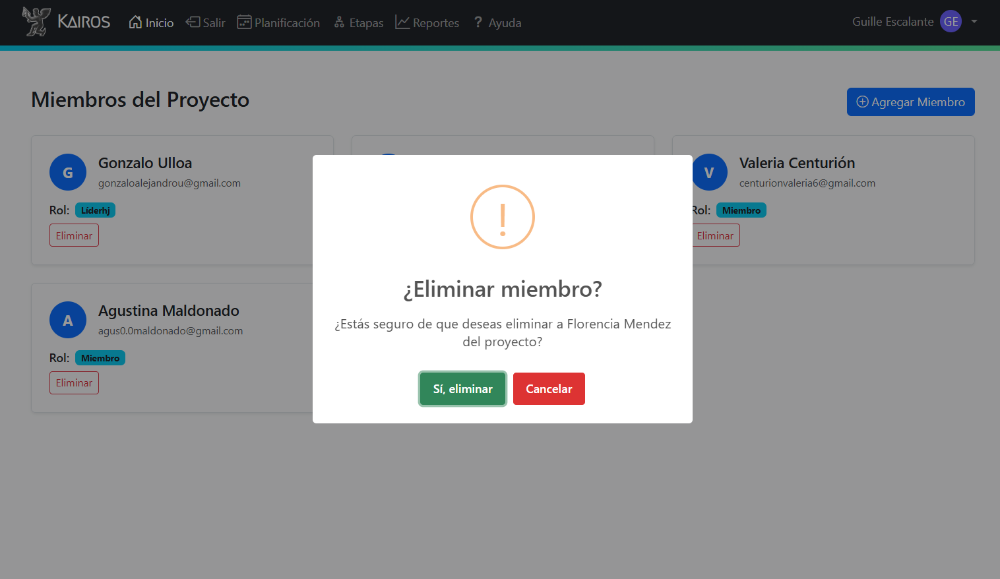 KAIROS
Inicio
Salir
Planificación
Etapas
Reportes
? Ayuda
Guille Escalante
GE
Miembros del Proyecto
Agregar Miembro
G
Gonzalo Ulloa
gonzaloalejandrou@gmail.com
Rol: Líderhj
Eliminar
V
Valeria Centurión
centurionvaleria6@gmail.com
Rol: Miembro
Eliminar
A
Agustina Maldonado
agus0.0maldonado@gmail.com
Rol: Miembro
Eliminar
!
¿Eliminar miembro?
¿Estás seguro de que deseas eliminar a Florencia Mendez
del proyecto?
Sí, eliminar
Cancelar